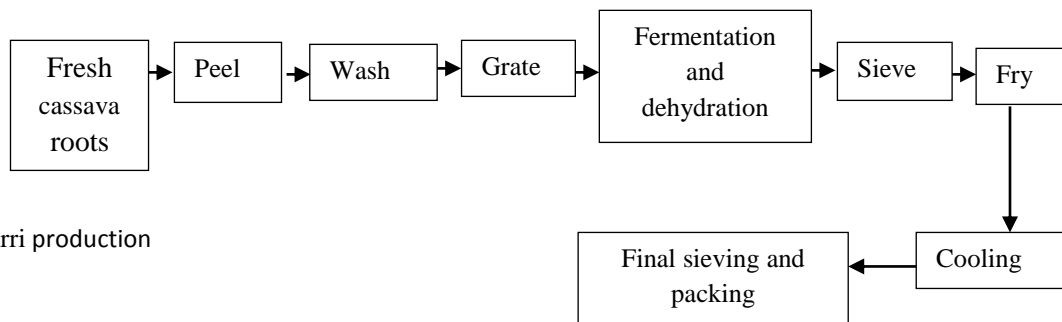 Fresh
cassava
roots
Peel
Wash
Grate
Fermentation
and
dehydration
Sieve
Fry
rri production
Final sieving and
packing
Cooling